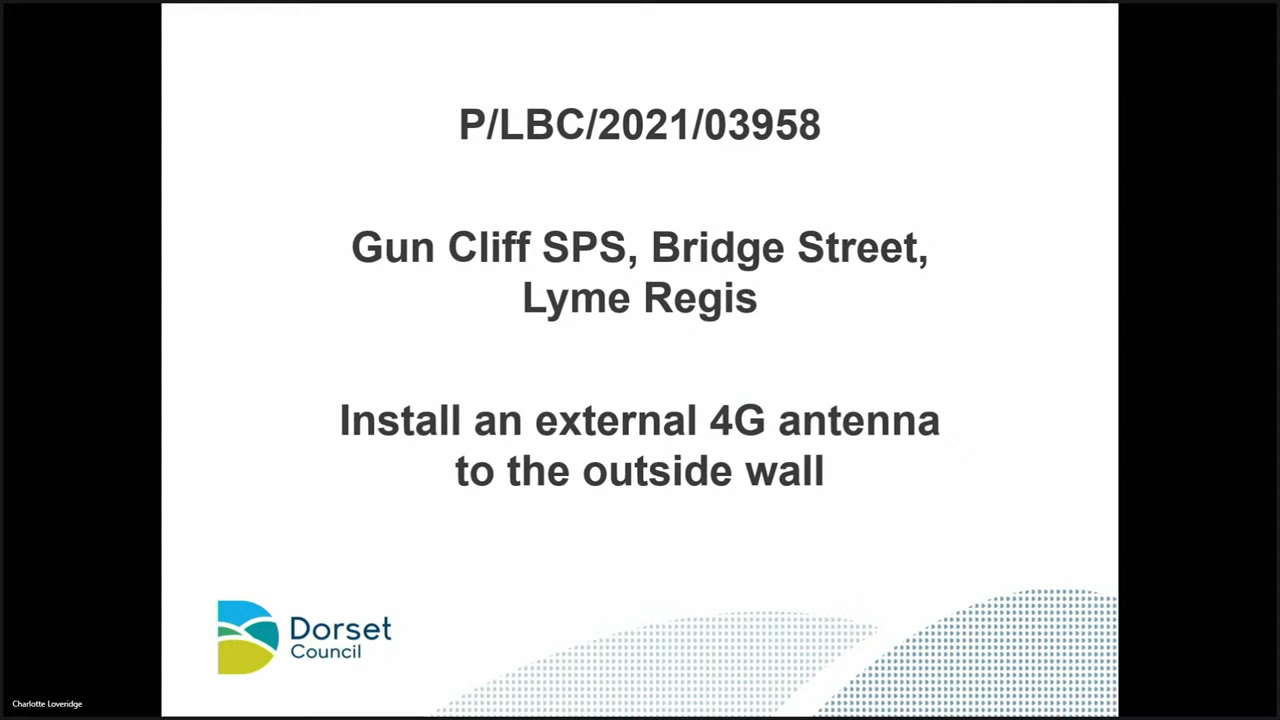 P/LBC/2021/03958
Gun Cliff SPS, Bridge Street,
Lyme Regis
Install an external 4G antenna
to the outside wall
Dorset
Council
Charlotte Loveridge